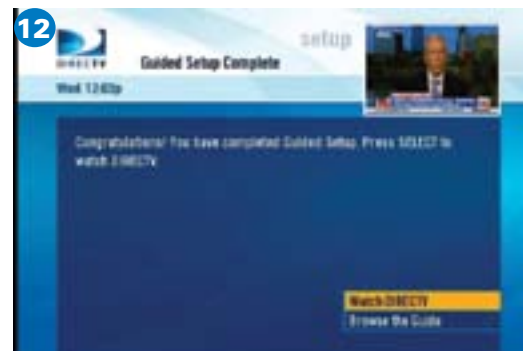 12
setup
DIRECTV
Guided Setup Complete
Wed 12:03p
Congratulations! You have completed Guided Setup. Press SELECT to
watch DIRECTV.
Watch DIRECTV
Browse the Guide